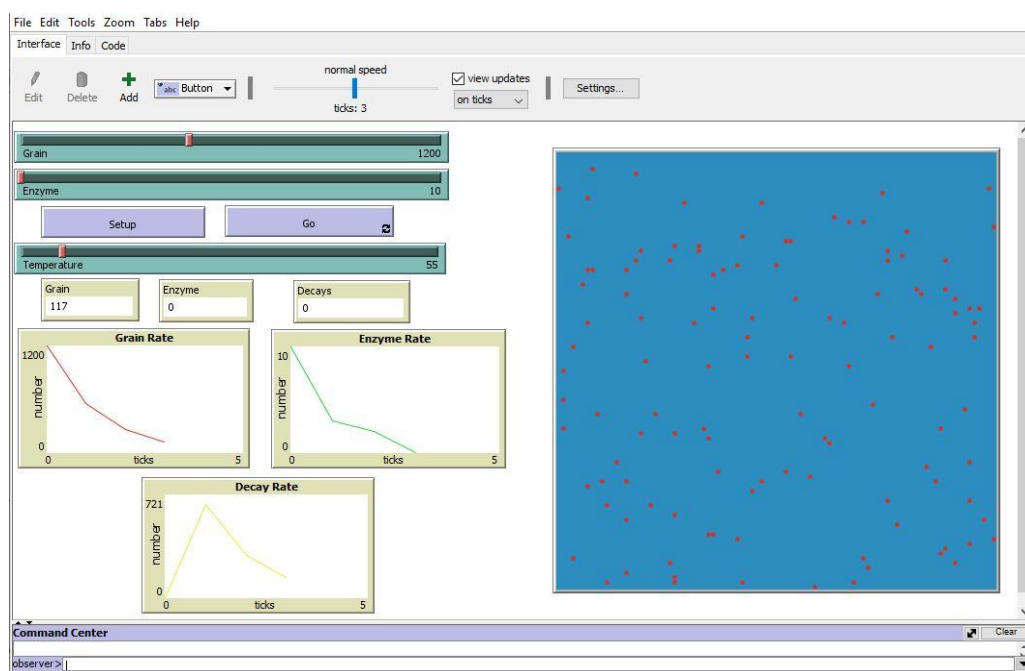 File Edit Tools Zoom Tabs Help
Interface Info Code
Edit Delete Add abc Button normal speed ticks: 3 view updates on ticks Settings...
Grain 1200
Enzyme 10
Setup Go
Temperature 55
Grain Enzyme Decays
117 0 0
Grain Rate
1200
number
0
0 ticks 5
Enzyme Rate
10
number
0
0 ticks 5
Decay Rate
721
number
0
0 ticks 5
Command Center Clear
observer>